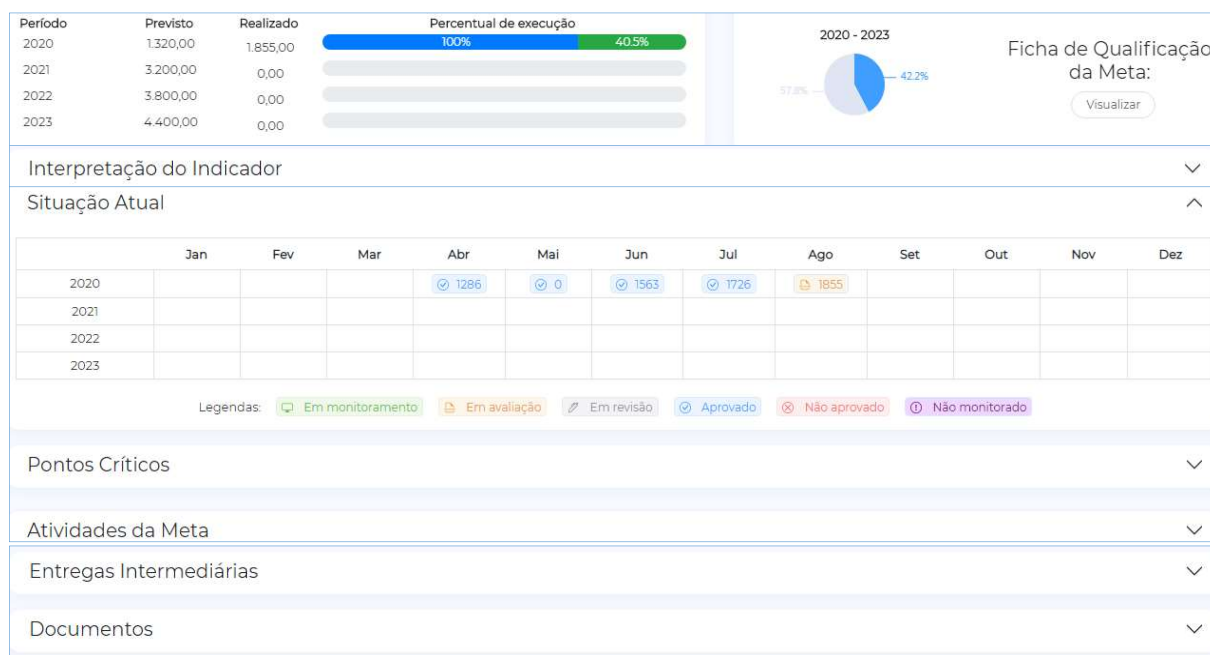 Período Previsto Realizado Percentual de execução
2020 1.320,00 1.855,00 100% 40.5%
2021 3.200,00 0,00
2022 3.800,00 0,00
2023 4.400,00 0,00
2020 - 2023
57.8% 42.2%
Ficha de Qualificação
da Meta:
Visualizar
Interpretação do Indicador
Situação Atual
Jan Fev Mar Abr Mai Jun Jul Ago Set Out Nov Dez
2020 1286 0 1563 1726 1855
2021
2022
2023
Legendas: Em monitoramento Em avaliação Em revisão Aprovado Não aprovado Não monitorado
Pontos Críticos
Atividades da Meta
Entregas Intermediárias
Documentos